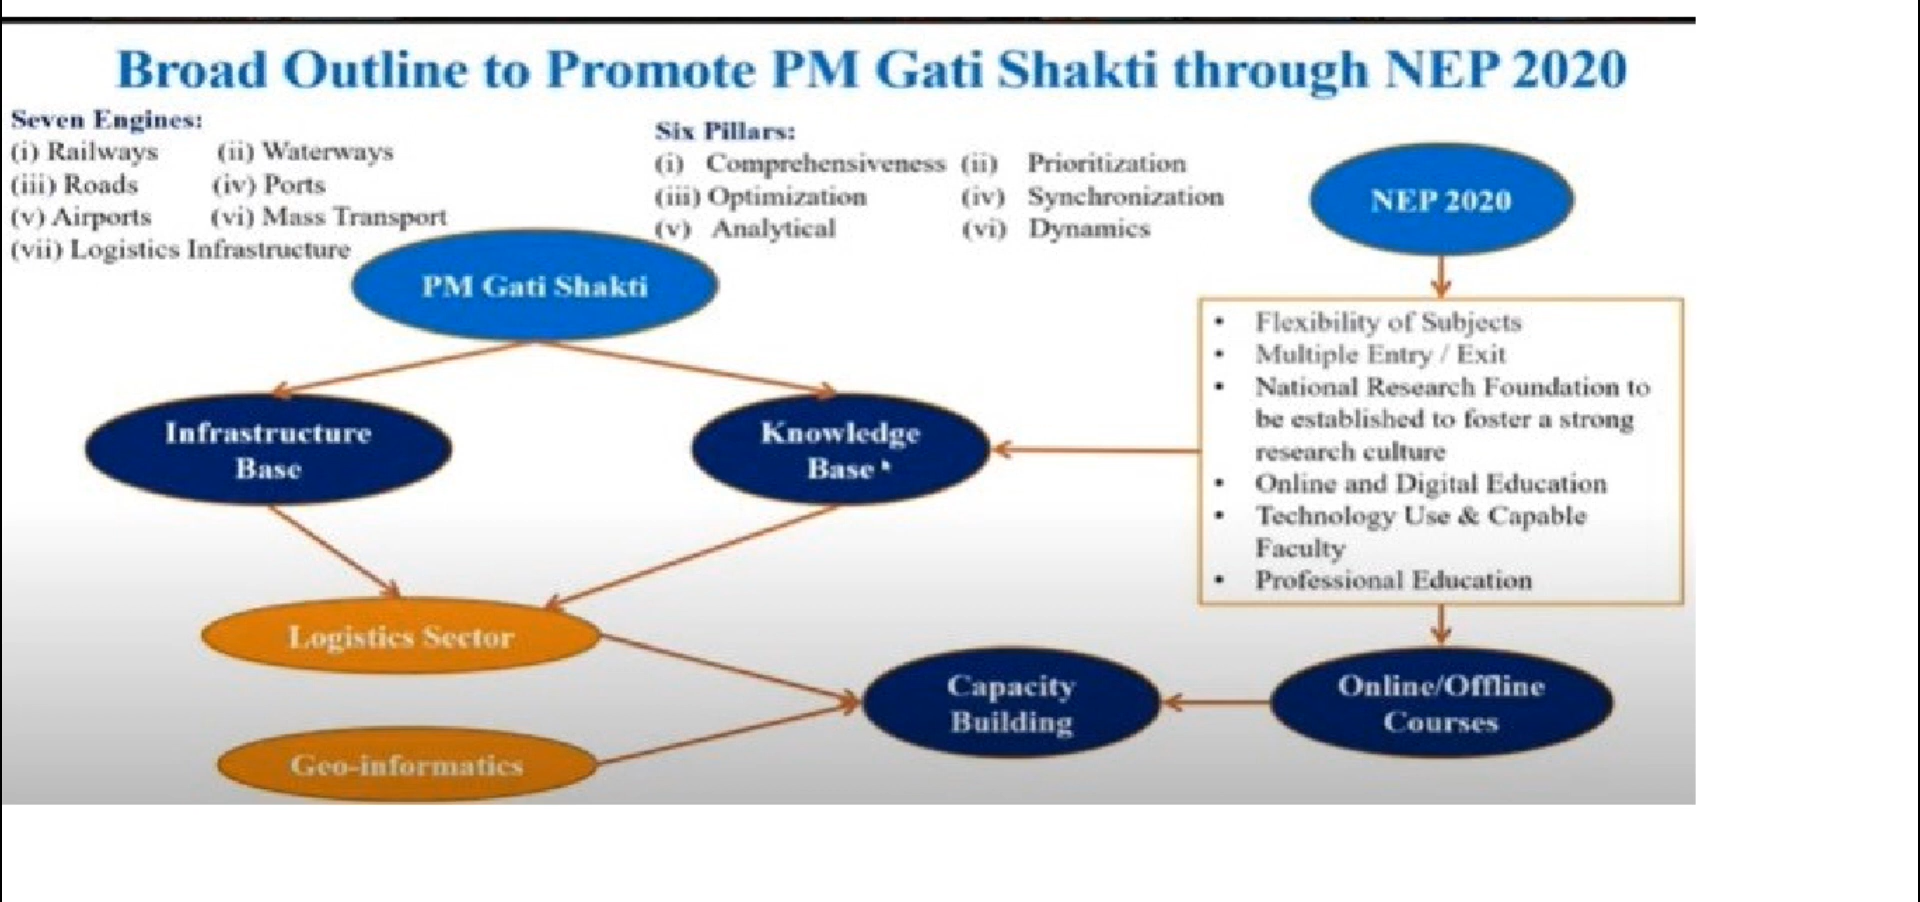 Broad Outline to Promote PM Gati Shakti through NEP 2020
Seven Engines:
(i) Railways (ii) Waterways
(iii) Roads (iv) Ports
(v) Airports (vi) Mass Transport
(vii) Logistics Infrastructure
Six Pillars:
(i) Comprehensiveness (ii) Prioritization
(iii) Optimization (iv) Synchronization
(v) Analytical (vi) Dynamics
NEP 2020
PM Gati Shakti
• Flexibility of Subjects
• Multiple Entry / Exit
• National Research Foundation to
be established to foster a strong
research culture
• Online and Digital Education
• Technology Use & Capable
Faculty
• Professional Education
Infrastructure
Base
Knowledge
Base
Logistics Sector
Geo-informatics
Capacity
Building
Online/Offline
Courses